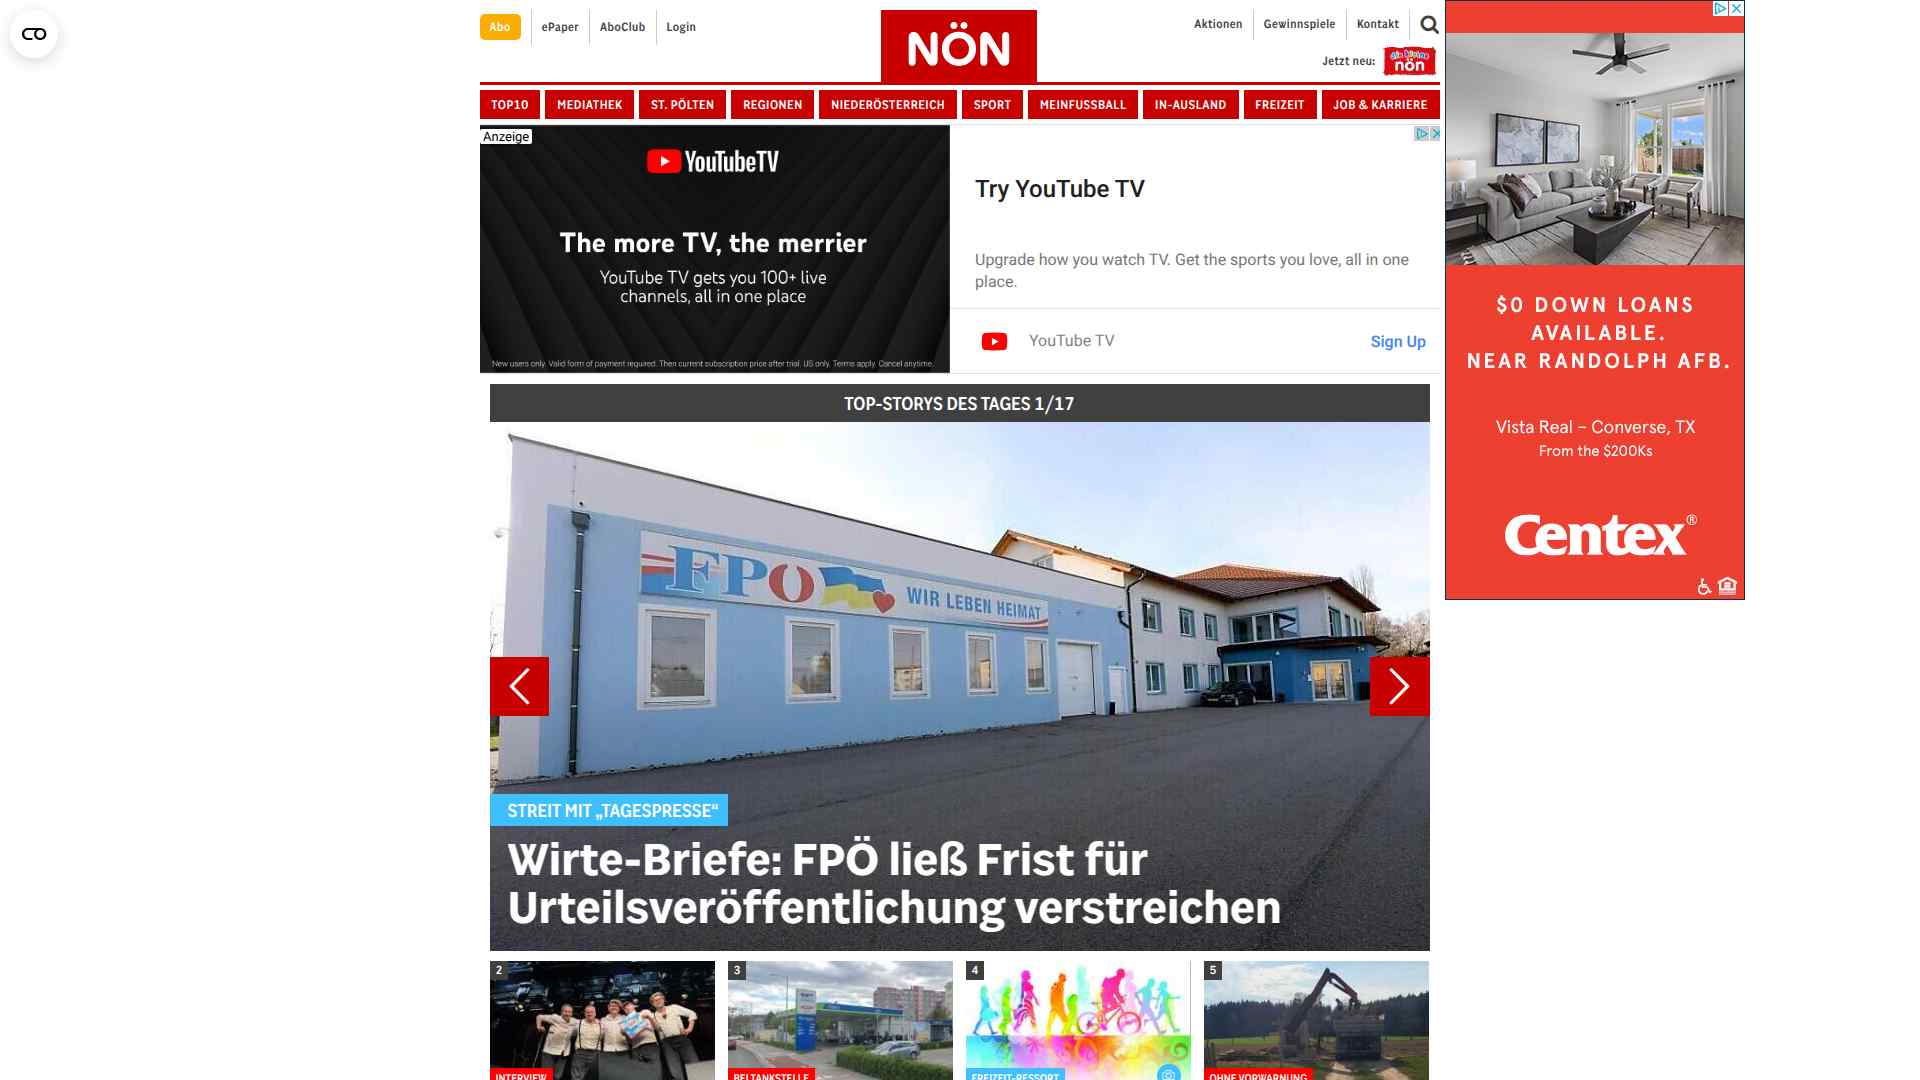 Abo
ePaper
AboClub
Login
NÖN
Aktionen
Gewinnspiele
Kontakt
Jetzt neu:
die kleine
nön
TOP10
MEDIATHEK
ST. PÖLTEN
REGIONEN
NIEDERÖSTERREICH
SPORT
MEINFUSSBALL
IN-AUSLAND
FREIZEIT
JOB & KARRIERE
Anzeige
YouTubeTV
The more TV, the merrier
YouTube TV gets you 100+ live
channels, all in one place
New users only. Valid form of payment required. Then current subscription price after trial. US only. Terms apply. Cancel anytime.
Try YouTube TV
Upgrade how you watch TV. Get the sports you love, all in one
place.
YouTube TV
Sign Up
$0 DOWN LOANS
AVAILABLE.
NEAR RANDOLPH AFB.
Vista Real – Converse, TX
From the $200Ks
Centex®
TOP-STORYS DES TAGES 1/17
FPÖ WIR LEBEN HEIMAT
STREIT MIT „TAGESPRESSE“
Wirte-Briefe: FPÖ ließ Frist für
Urteilsveröffentlichung verstreichen
2
3
4
5
INTERVIEW
BELTANKSTELLE
FREIZEIT-RESSORT
OHNE VORWARNUNG